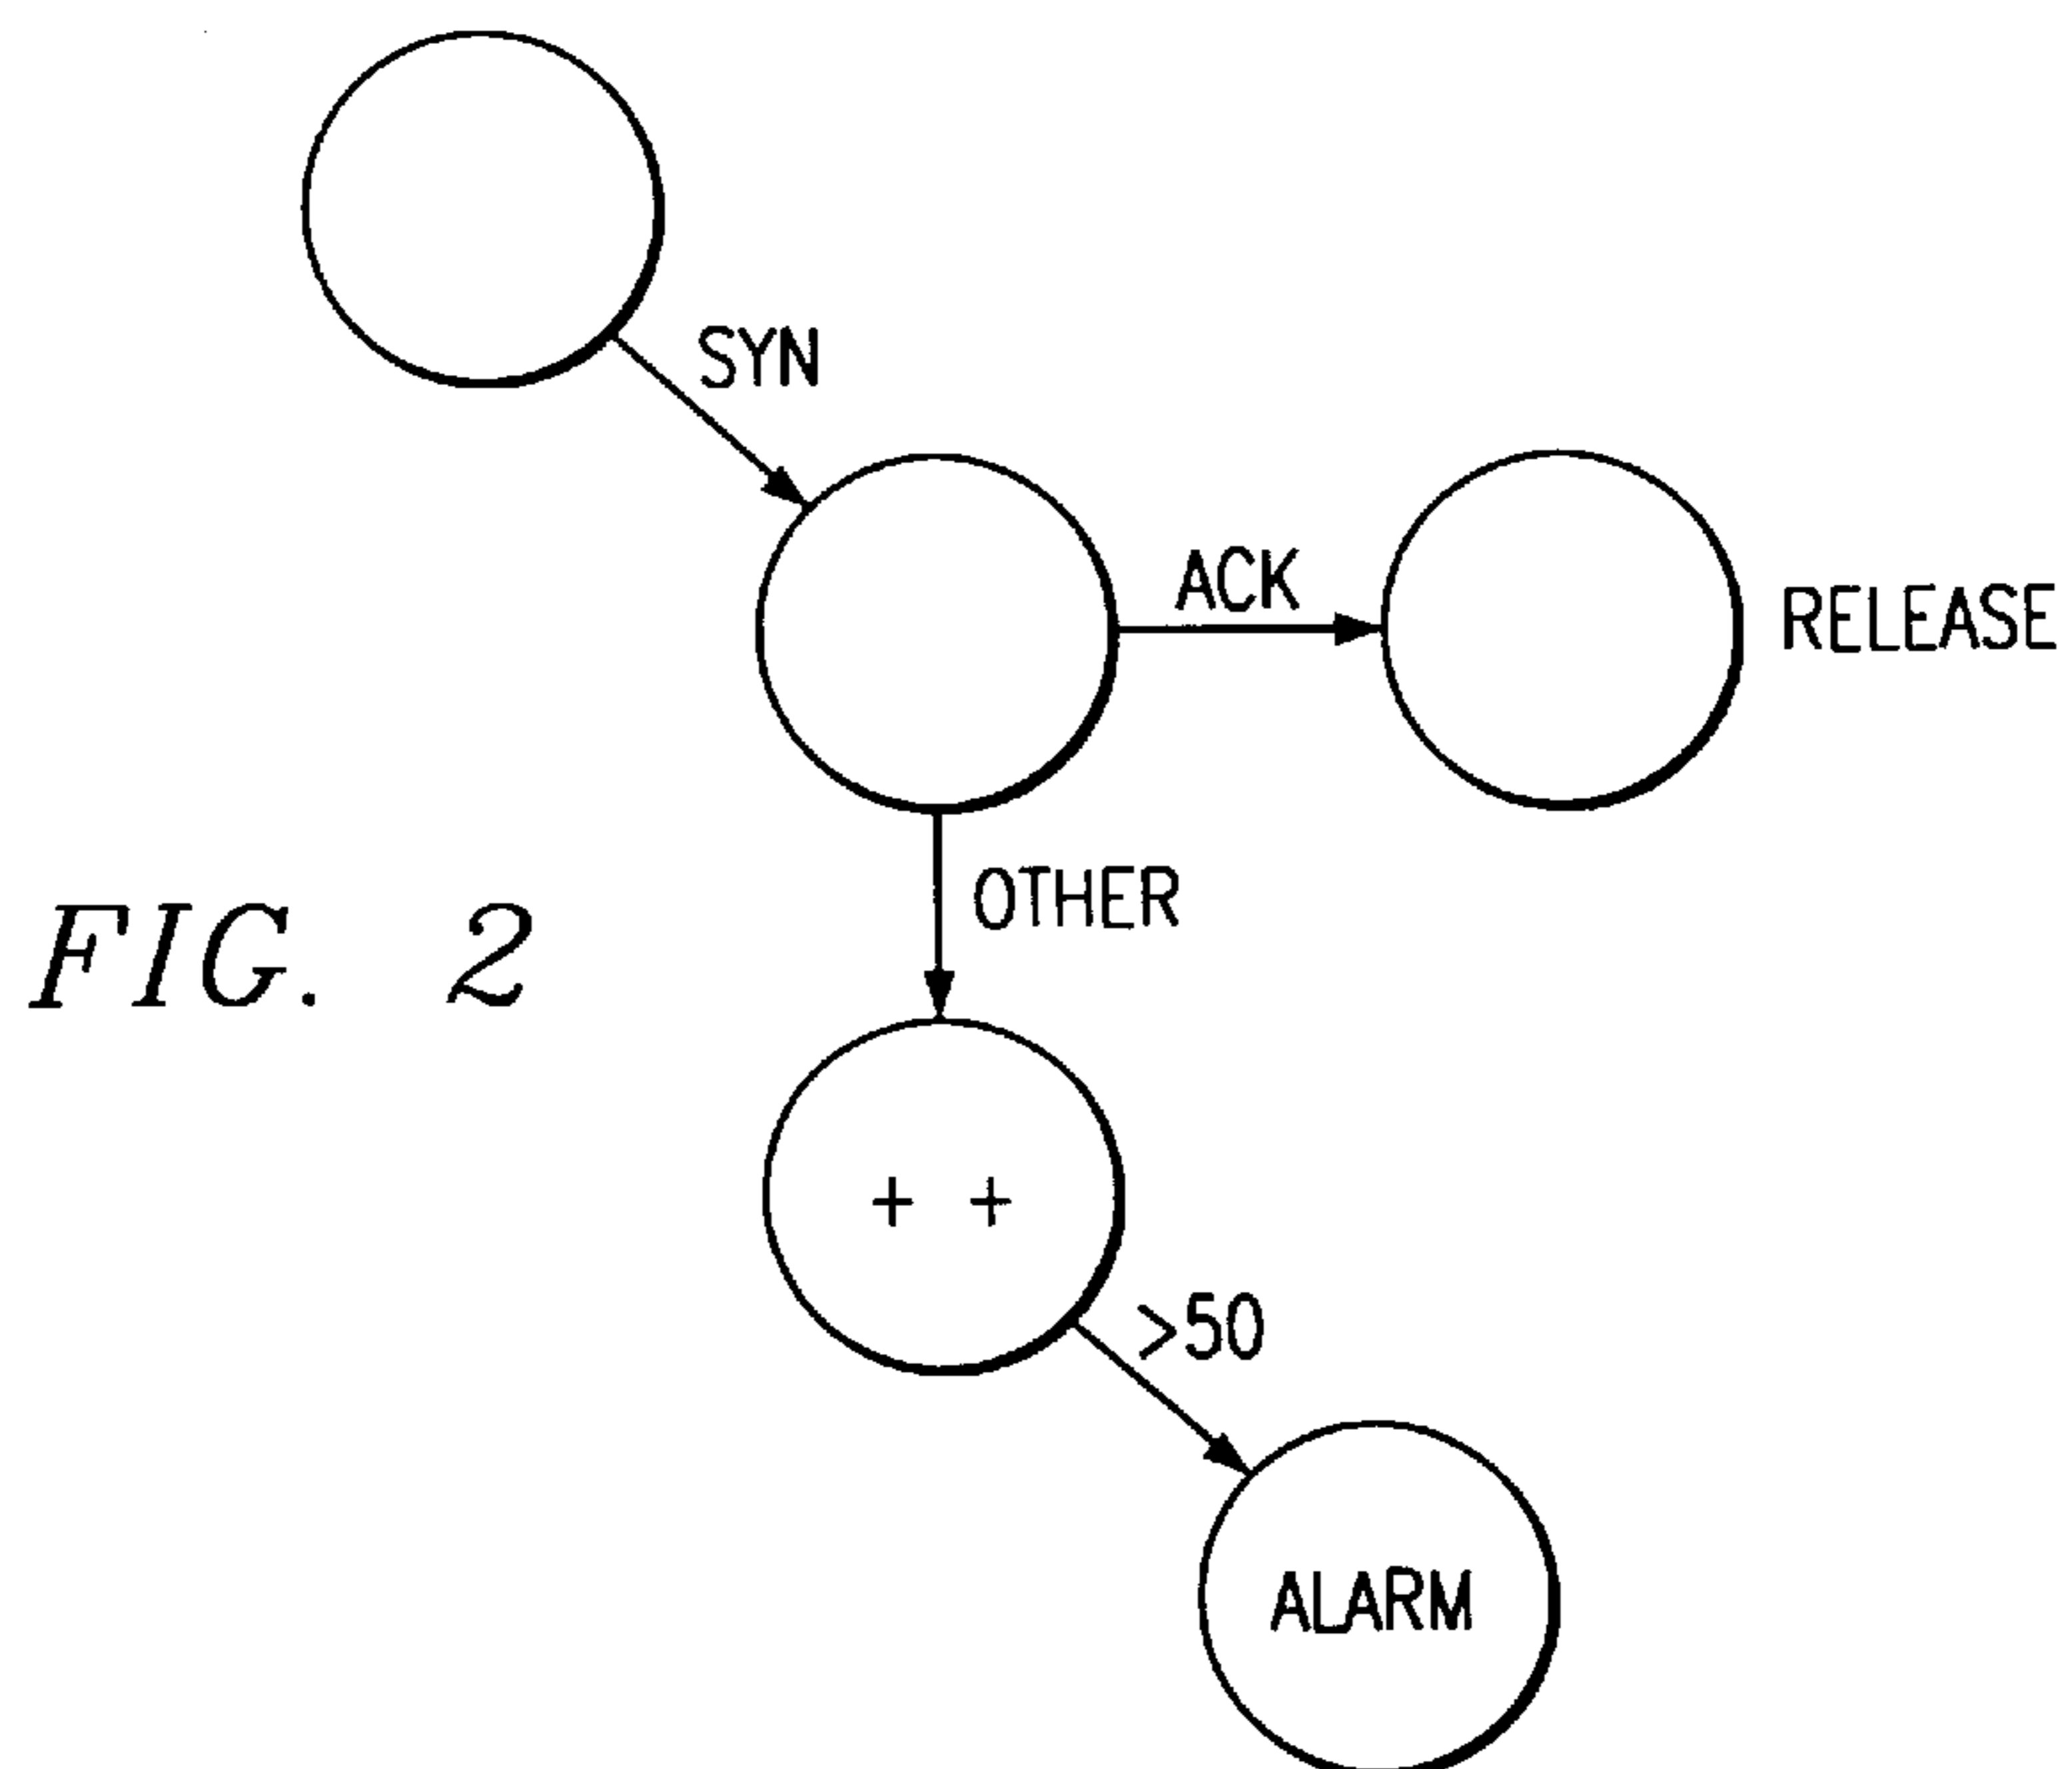 SYN
ACK
RELEASE
OTHER
FIG. 2
+ +
>50
ALARM